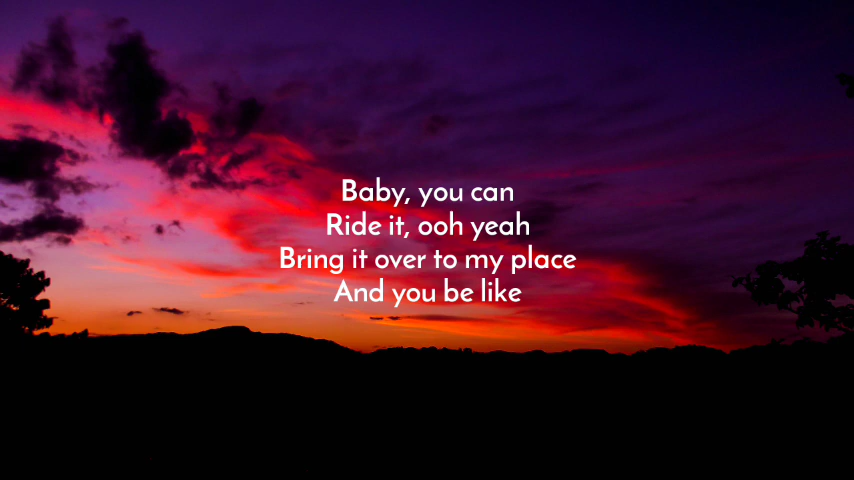 Baby, you can
Ride it, ooh yeah
Bring it over to my place
And you be like